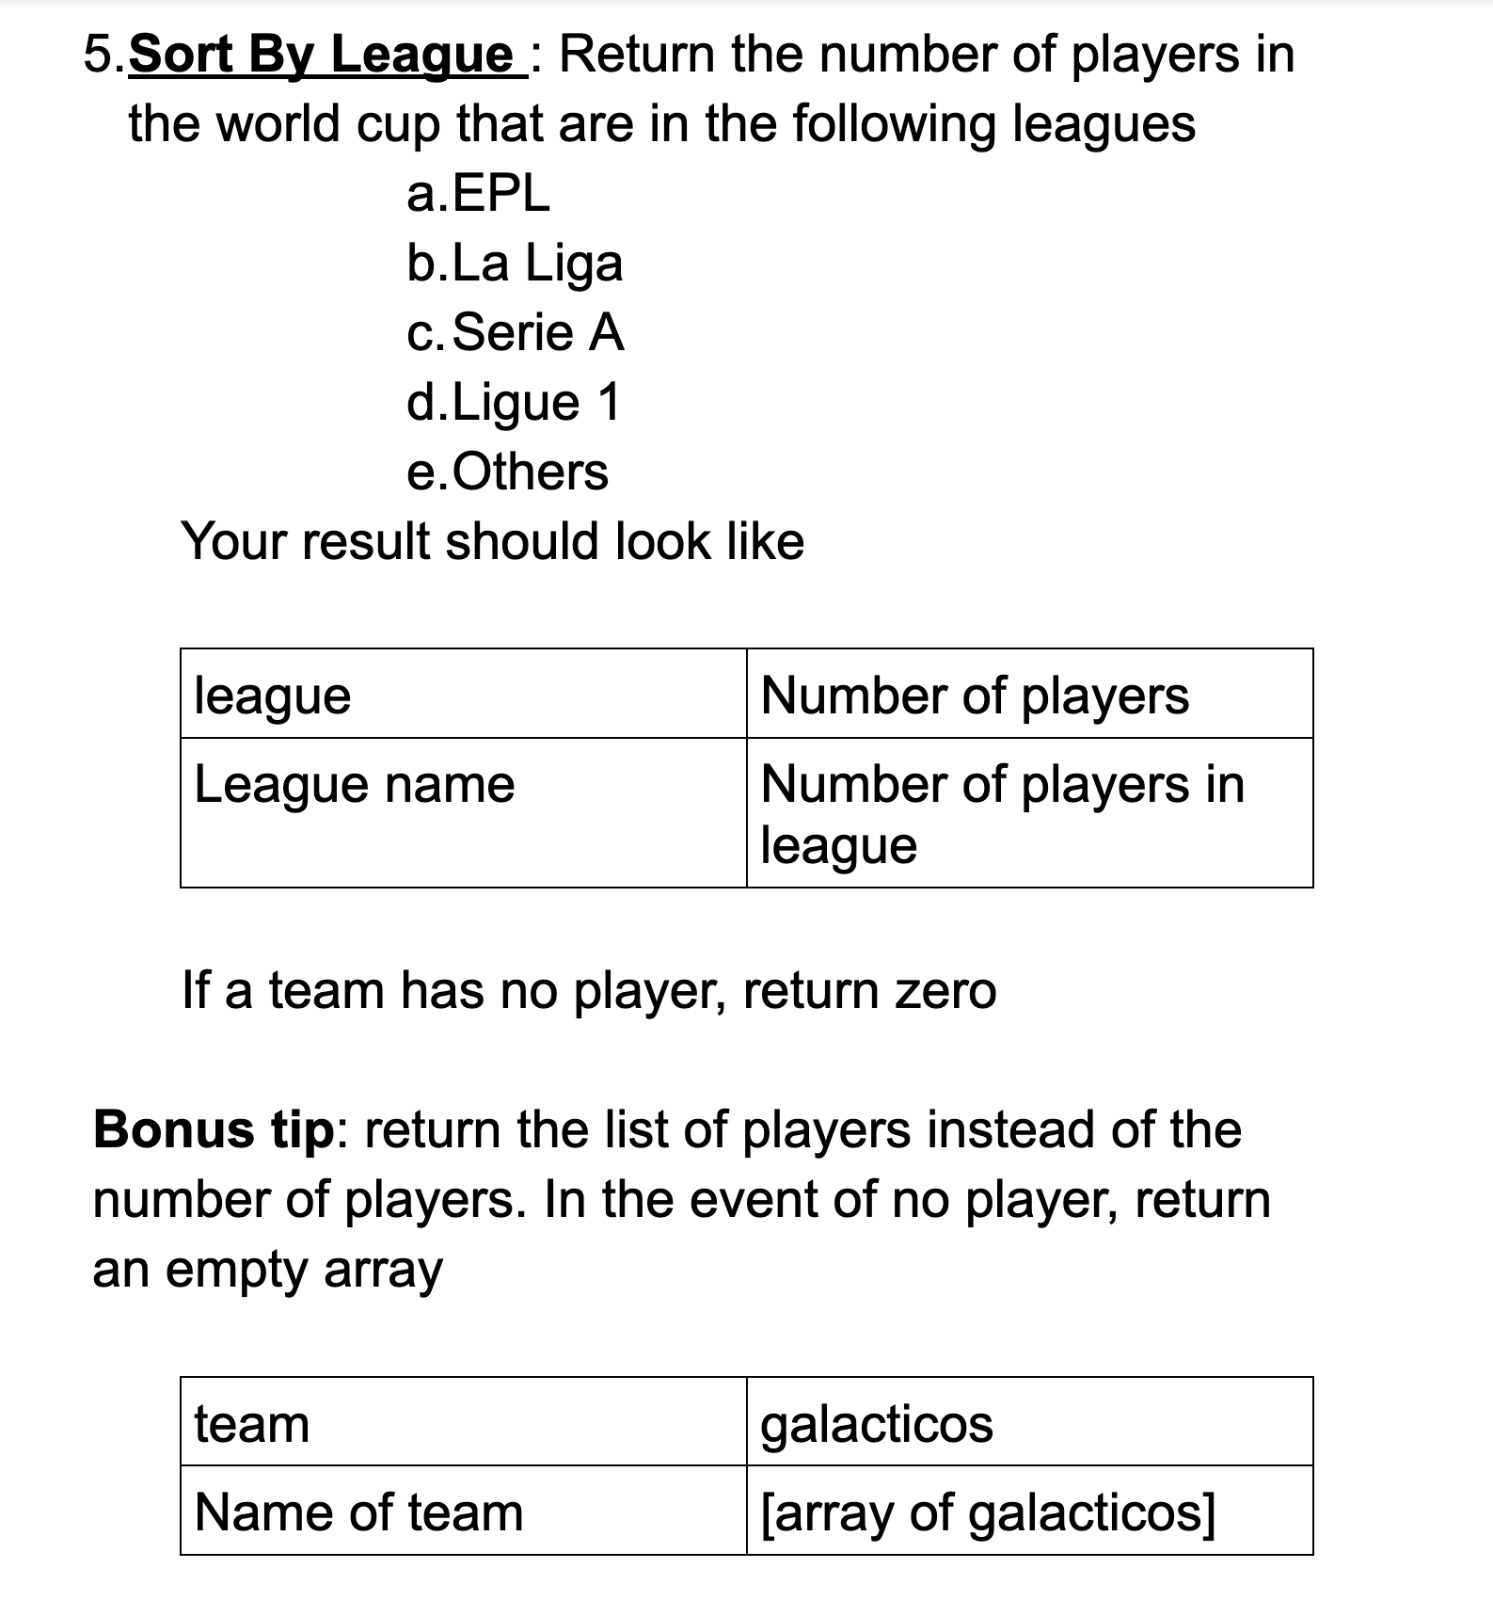 5.Sort By League : Return the number of players in
the world cup that are in the following leagues
a.EPL
b.La Liga
c.Serie A
d.Ligue 1
e.Others
Your result should look like
league Number of players
League name Number of players in
league
If a team has no player, return zero
Bonus tip: return the list of players instead of the
number of players. In the event of no player, return
an empty array
team galacticos
Name of team [array of galacticos]